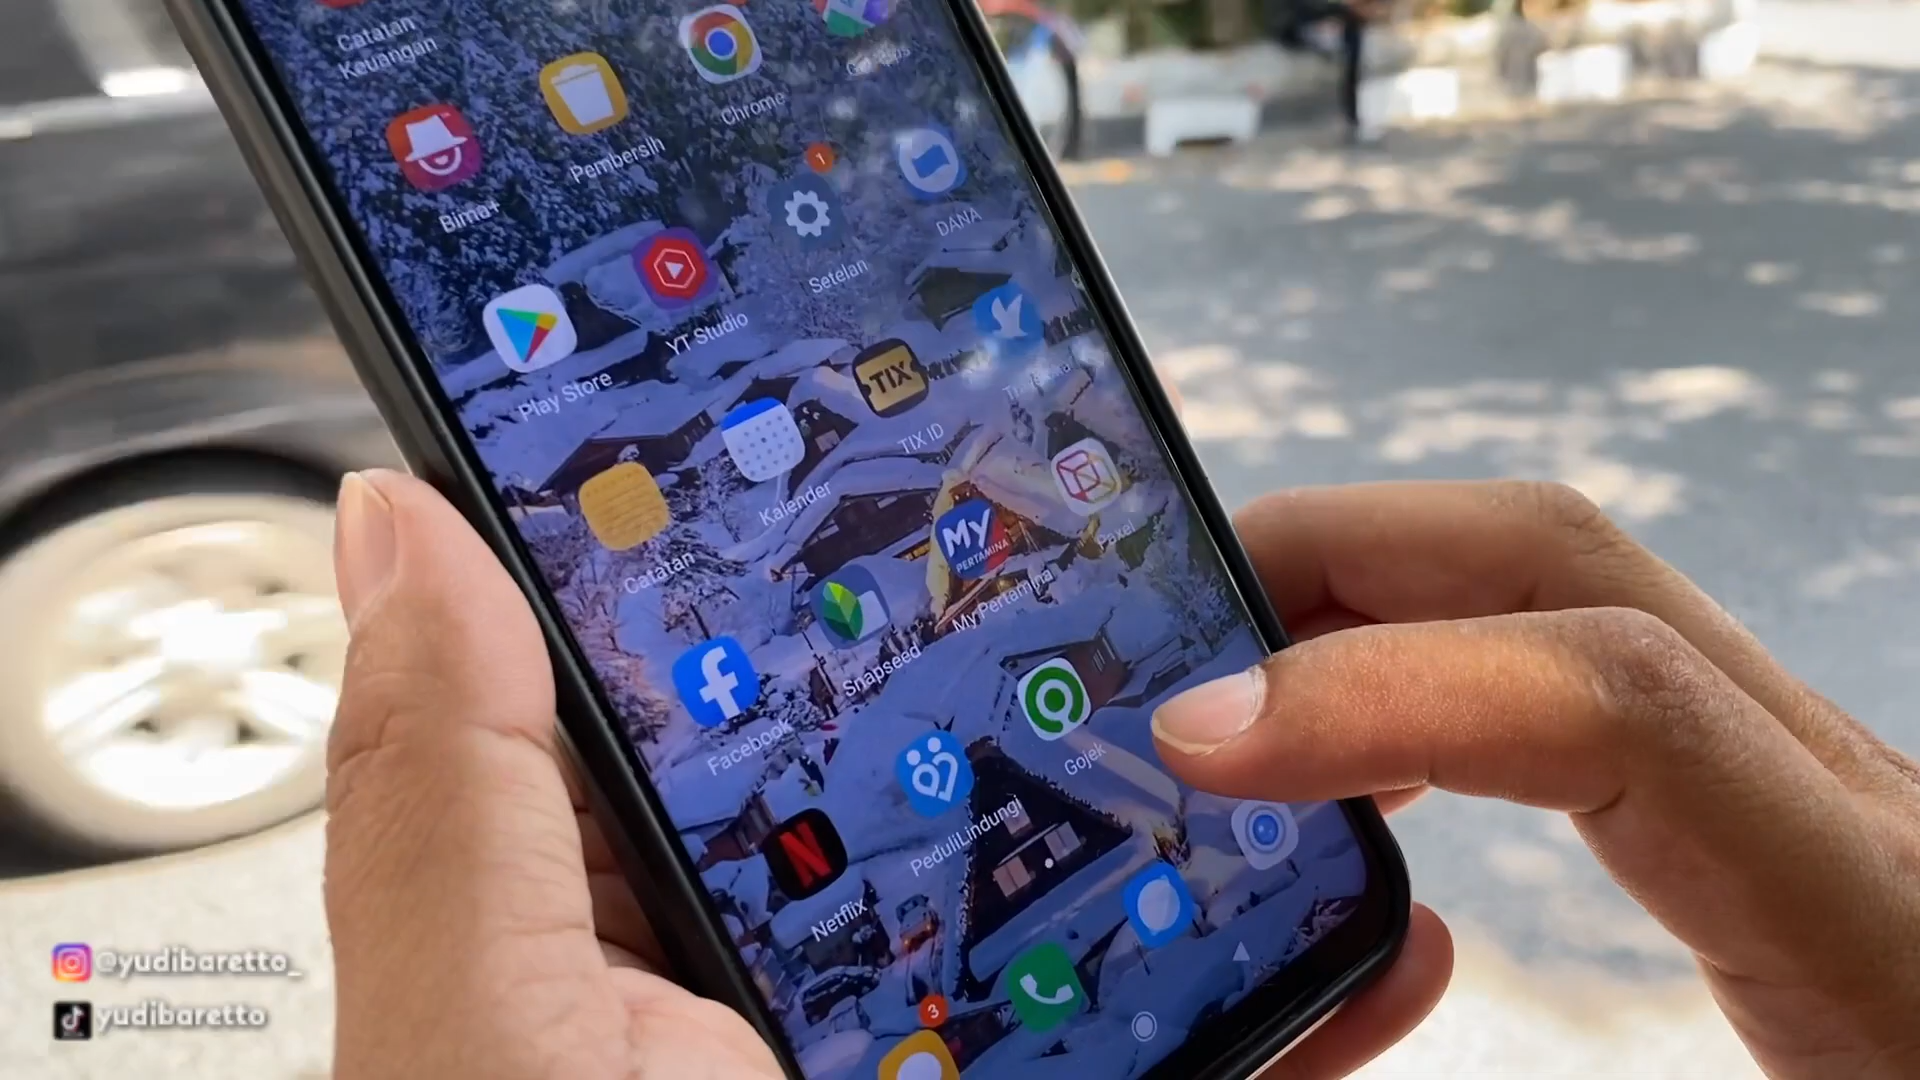 Catatan
Keuangan
Bima+
Pembersih
Chrome
Play Store
YT Studio
1
Setelan
DANA
Catatan
Kalender
TIX
TIX ID
Facebook
Snapseed
My
PERTAMINA
MyPertamina
Paxel
Netflix
PeduliLindungi
Gojek
3
@yudibaretto_
yudibaretto